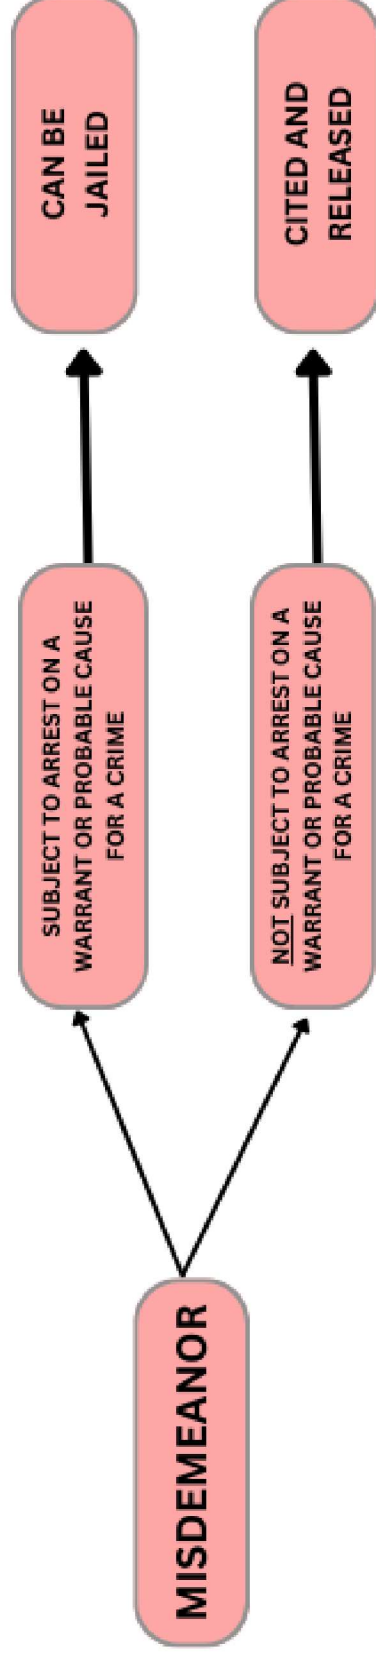 MISDEMEANOR
SUBJECT TO ARREST ON A
WARRANT OR PROBABLE CAUSE
FOR A CRIME
CAN BE
JAILED
NOT SUBJECT TO ARREST ON A
WARRANT OR PROBABLE CAUSE
FOR A CRIME
CITED AND
RELEASED